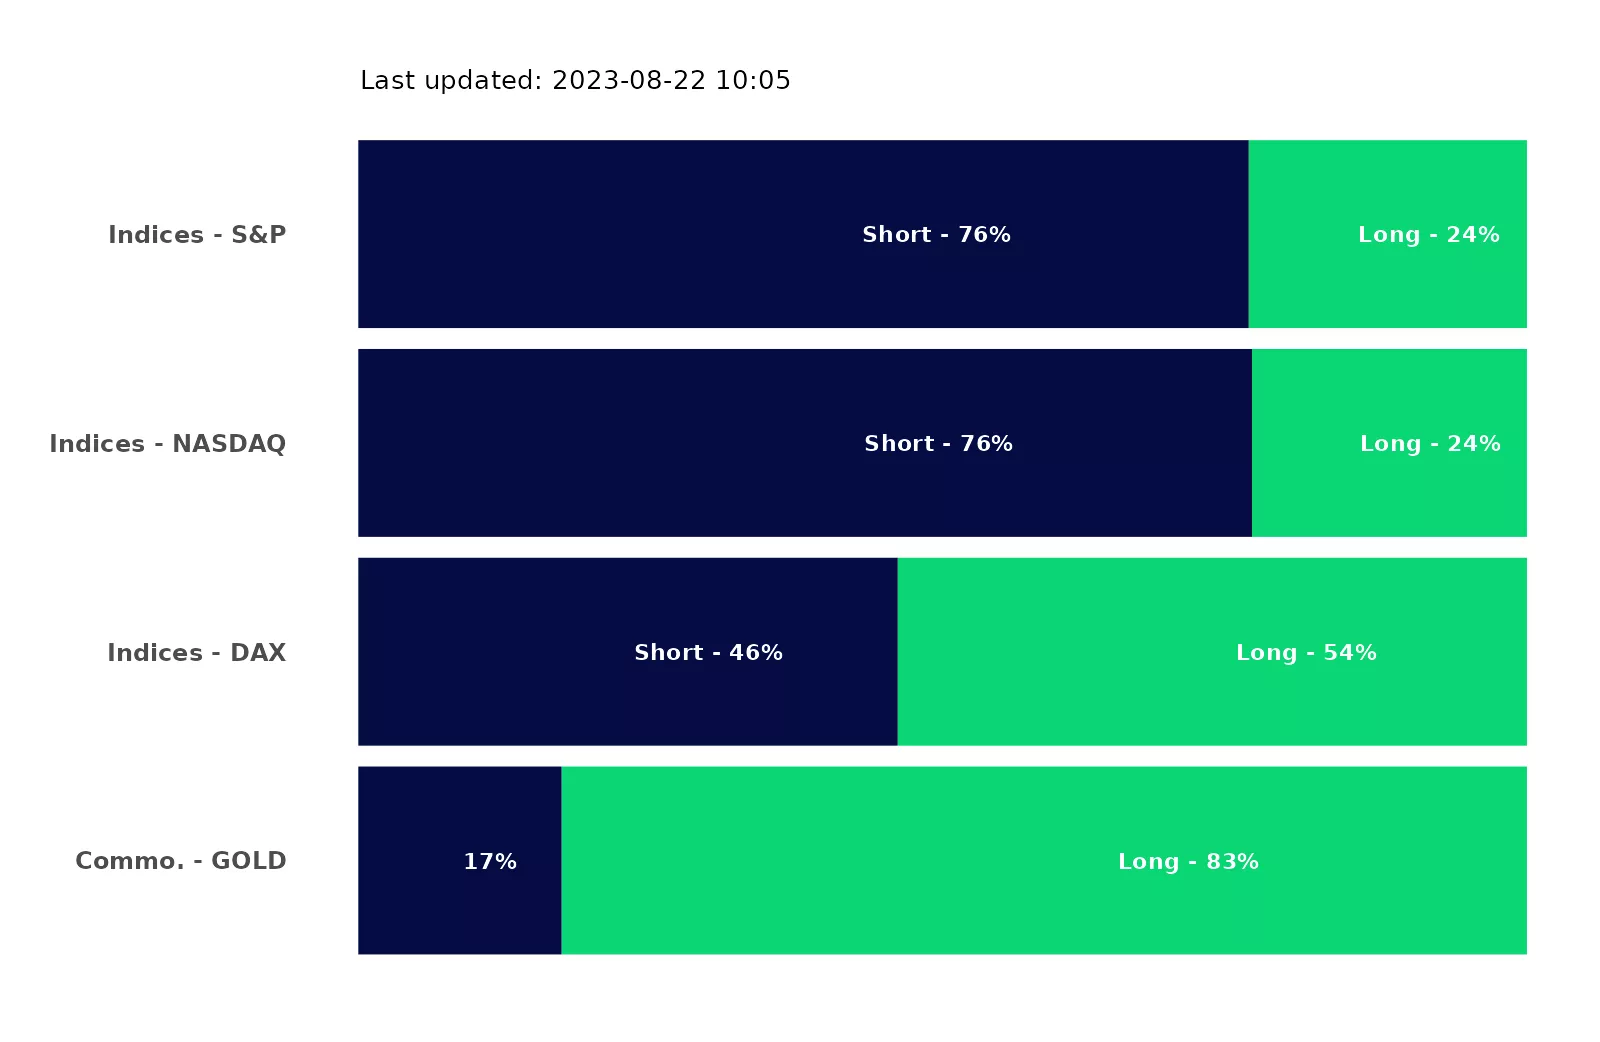 Last updated: 2023-08-22 10:05
Indices - S&P
Short - 76%
Long - 24%
Indices - NASDAQ
Short - 76%
Long - 24%
Indices - DAX
Short - 46%
Long - 54%
Commo. - GOLD
17%
Long - 83%